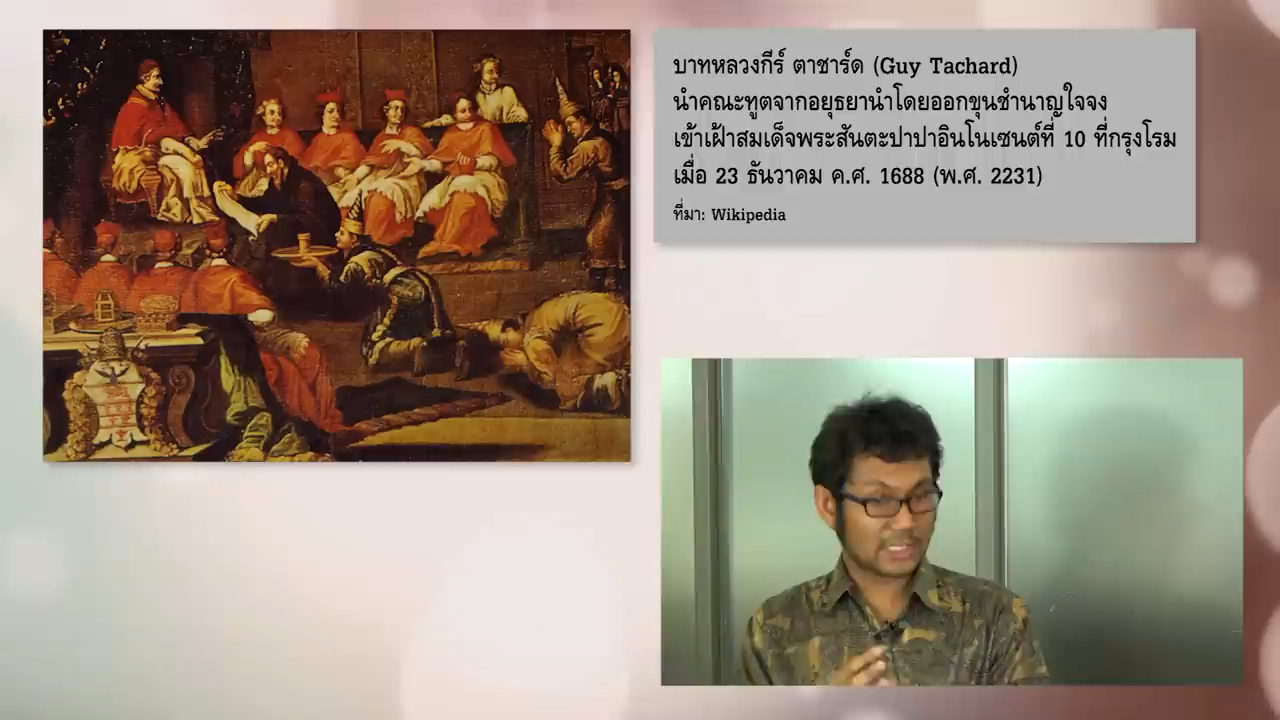 บาทหลวงกีร์ ตาชาร์ด (Guy Tachard)
นำคณะทูตจากอยุธยานำโดยออกขุนชำนาญใจจง
เข้าเฝ้าสมเด็จพระสันตะปาปาอินโนเซนต์ที่ 10 ที่กรุงโรม
เมื่อ 23 ธันวาคม ค.ศ. 1688 (พ.ศ. 2231)
ที่มา: Wikipedia